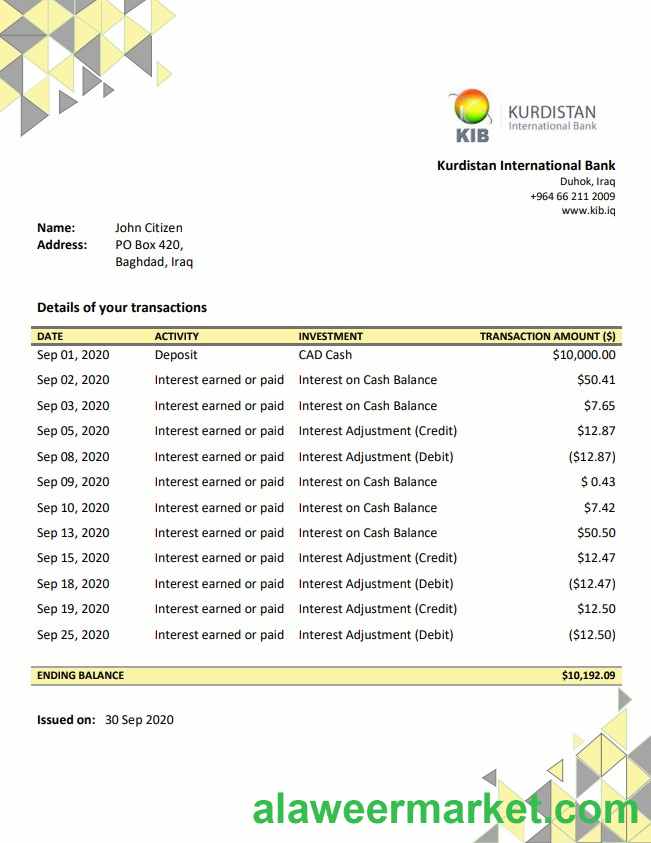 KIB
KURDISTAN
International Bank
Kurdistan International Bank
Duhok, Iraq
+964 66 211 2009
www.kib.iq
Name: John Citizen
Address: PO Box 420,
Baghdad, Iraq
Details of your transactions
DATE ACTIVITY INVESTMENT TRANSACTION AMOUNT ($)
Sep 01, 2020 Deposit CAD Cash $10,000.00
Sep 02, 2020 Interest earned or paid Interest on Cash Balance $50.41
Sep 03, 2020 Interest earned or paid Interest on Cash Balance $7.65
Sep 05, 2020 Interest earned or paid Interest Adjustment (Credit) $12.87
Sep 08, 2020 Interest earned or paid Interest Adjustment (Debit) ($12.87)
Sep 09, 2020 Interest earned or paid Interest on Cash Balance $ 0.43
Sep 10, 2020 Interest earned or paid Interest on Cash Balance $7.42
Sep 13, 2020 Interest earned or paid Interest on Cash Balance $50.50
Sep 15, 2020 Interest earned or paid Interest Adjustment (Credit) $12.47
Sep 18, 2020 Interest earned or paid Interest Adjustment (Debit) ($12.47)
Sep 19, 2020 Interest earned or paid Interest Adjustment (Credit) $12.50
Sep 25, 2020 Interest earned or paid Interest Adjustment (Debit) ($12.50)
ENDING BALANCE $10,192.09
Issued on: 30 Sep 2020
alaweermarket.com